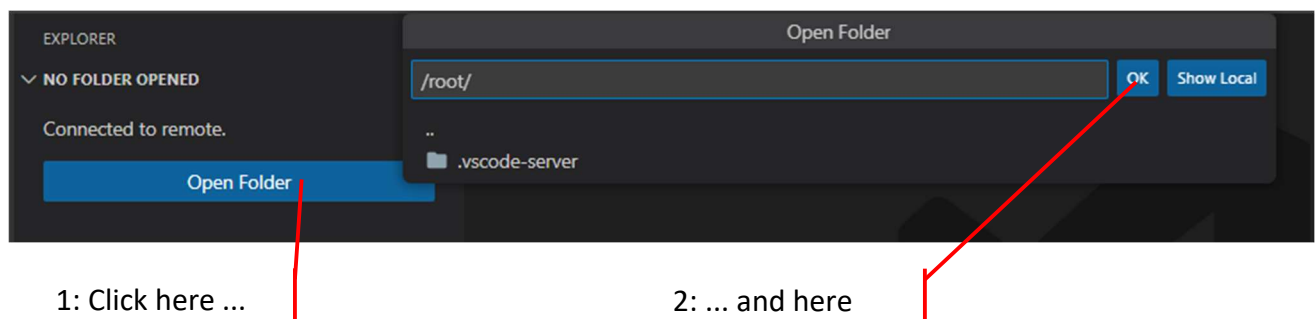 EXPLORER
NO FOLDER OPENED
Connected to remote.
Open Folder
Open Folder
/root/
OK
Show Local
..
.vscode-server
1: Click here ...
2: ... and here